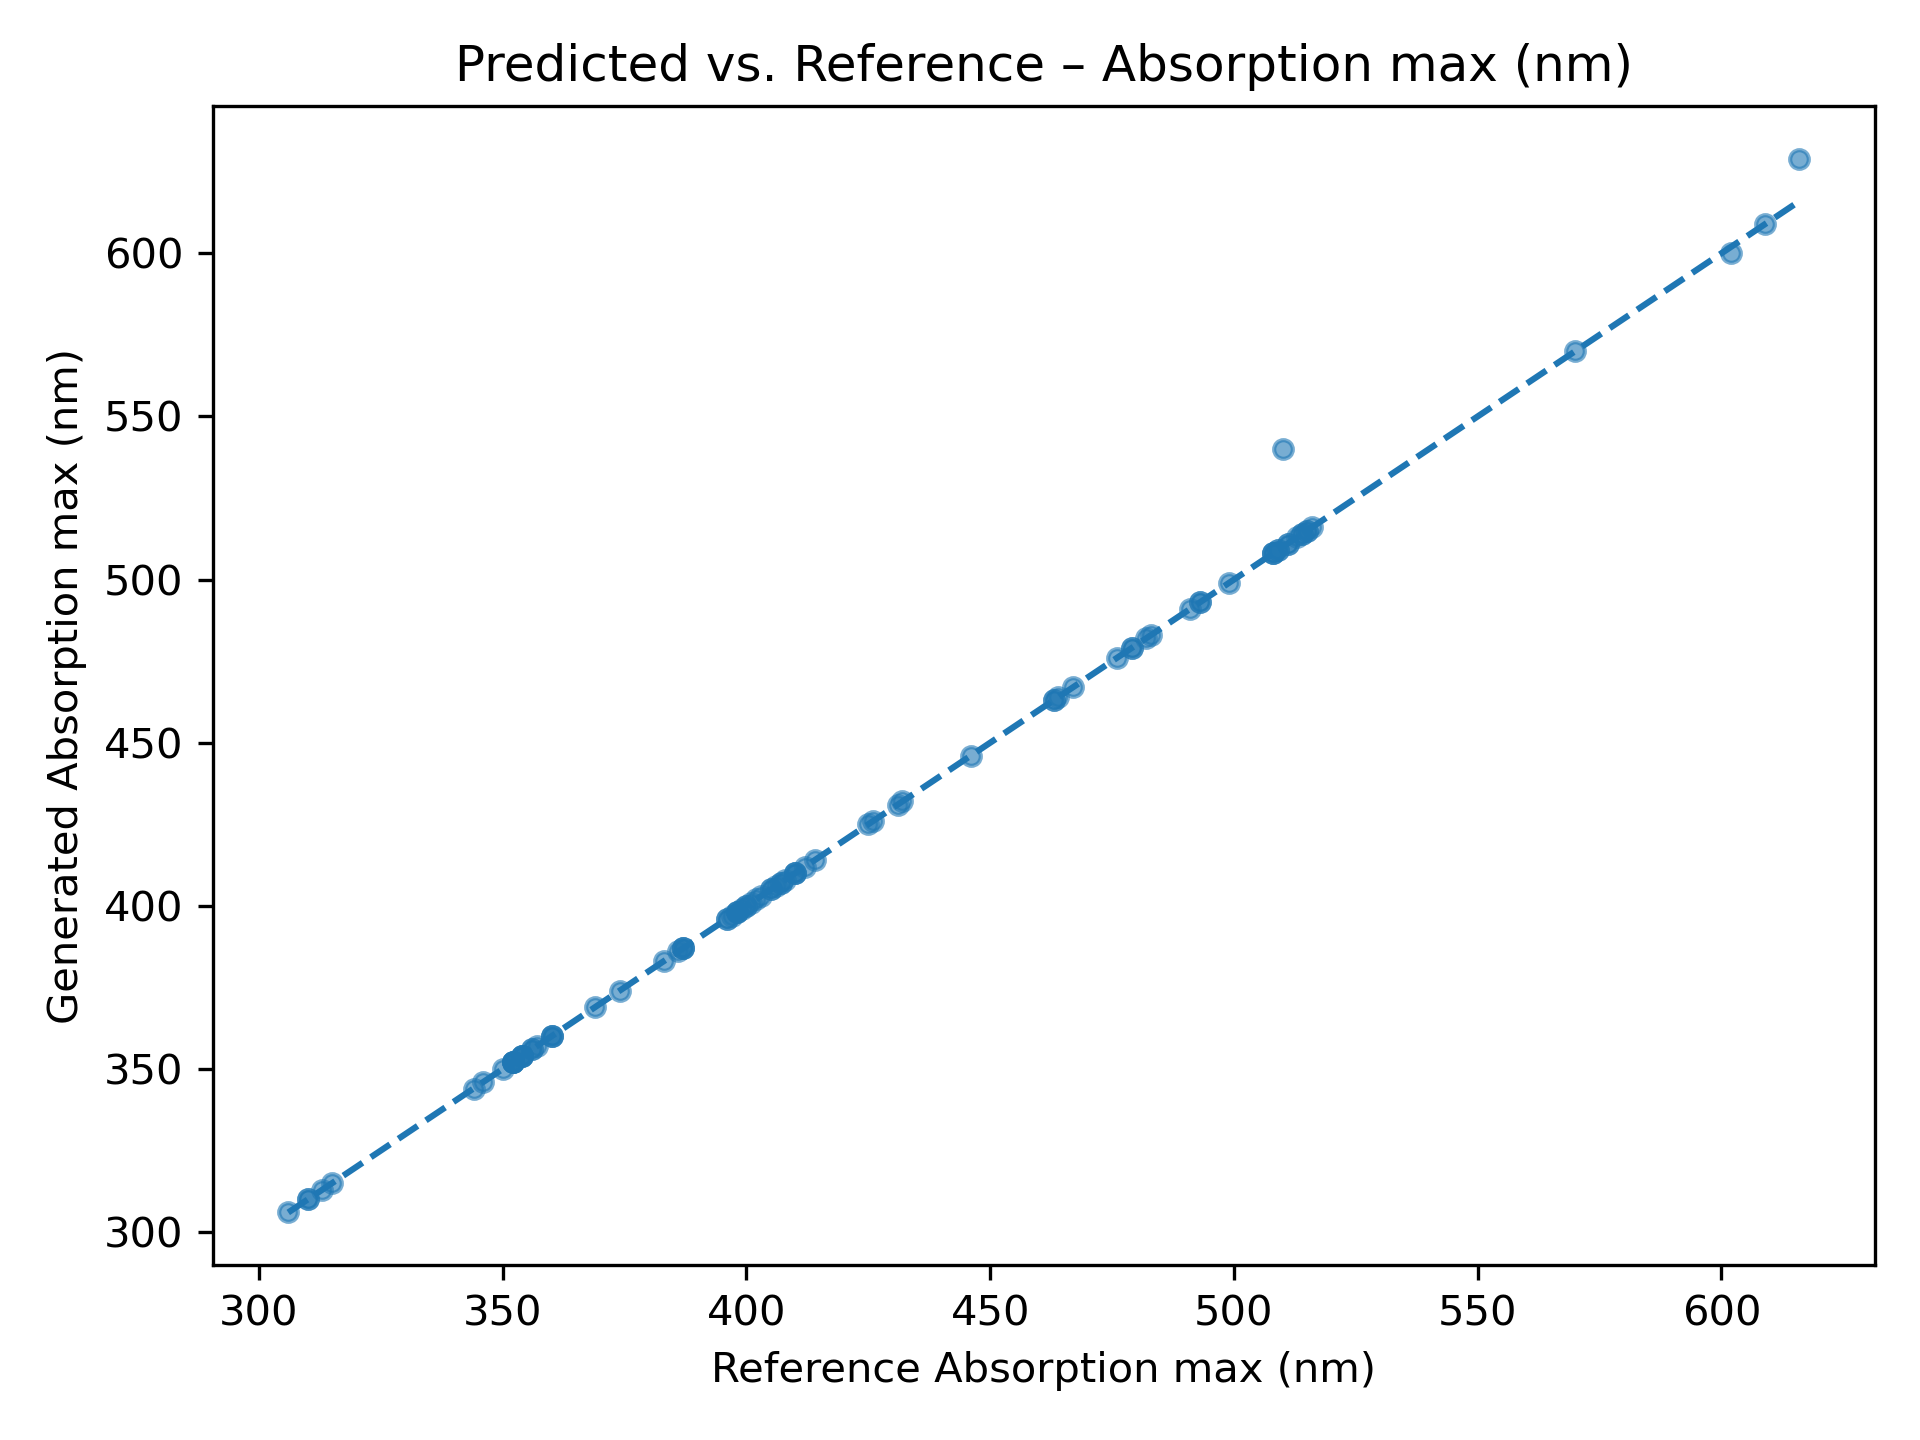 Predicted vs. Reference – Absorption max (nm)
Generated Absorption max (nm)
600
550
500
450
400
350
300
300 350 400 450 500 550 600
Reference Absorption max (nm)